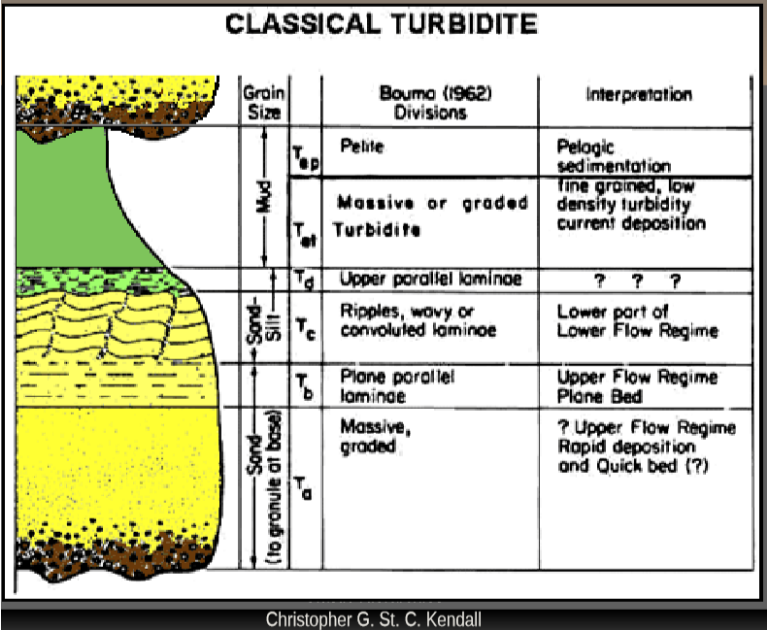 CLASSICAL TURBIDITE
Grain
Size
Bouma (1962)
Divisions
Interpretation
Mud
Tep
Pelite
Pelagic
sedimentation
Tet
Massive or graded
Turbidite
fine grained, low
density turbidity
current deposition
Td
Upper parallel laminae
? ? ?
Sand-
Silt
Tc
Ripples, wavy or
convoluted laminae
Lower part of
Lower Flow Regime
Tb
Plane parallel
laminae
Upper Flow Regime
Plane Bed
Sand
(to granule at base)
Ta
Massive,
graded
? Upper Flow Regime
Rapid deposition
and Quick bed (?)
Christopher G. St. C. Kendall